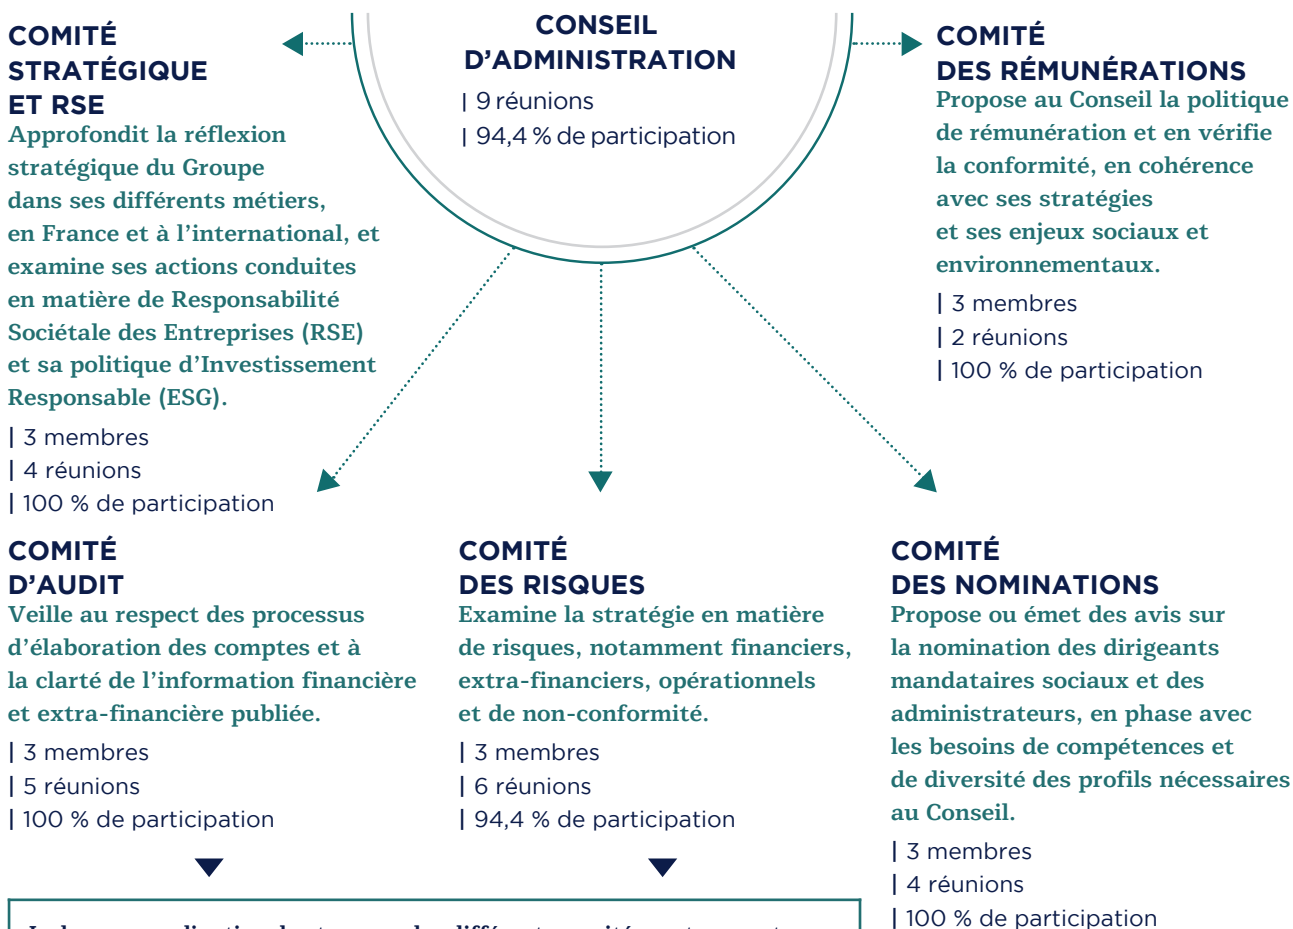 CONSEIL
D'ADMINISTRATION
| 9 réunions
| 94,4 % de participation
COMITÉ
STRATÉGIQUE
ET RSE
Approfondit la réflexion
stratégique du Groupe
dans ses différents métiers,
en France et à l'international, et
examine ses actions conduites
en matière de Responsabilité
Sociétale des Entreprises (RSE)
et sa politique d'Investissement
Responsable (ESG).
| 3 membres
| 4 réunions
| 100 % de participation
COMITÉ
DES RÉMUNÉRATIONS
Propose au Conseil la politique
de rémunération et en vérifie
la conformité, en cohérence
avec ses stratégies
et ses enjeux sociaux et
environnementaux.
| 3 membres
| 2 réunions
| 100 % de participation
COMITÉ
D'AUDIT
Veille au respect des processus
d'élaboration des comptes et à
la clarté de l'information financière
et extra-financière publiée.
| 3 membres
| 5 réunions
| 100 % de participation
COMITÉ
DES RISQUES
Examine la stratégie en matière
de risques, notamment financiers,
extra-financiers, opérationnels
et de non-conformité.
| 3 membres
| 6 réunions
| 94,4 % de participation
COMITÉ
DES NOMINATIONS
Propose ou émet des avis sur
la nomination des dirigeants
mandataires sociaux et des
administrateurs, en phase avec
les besoins de compétences et
de diversité des profils nécessaires
au Conseil.
| 3 membres
| 4 réunions
| 100 % de participation